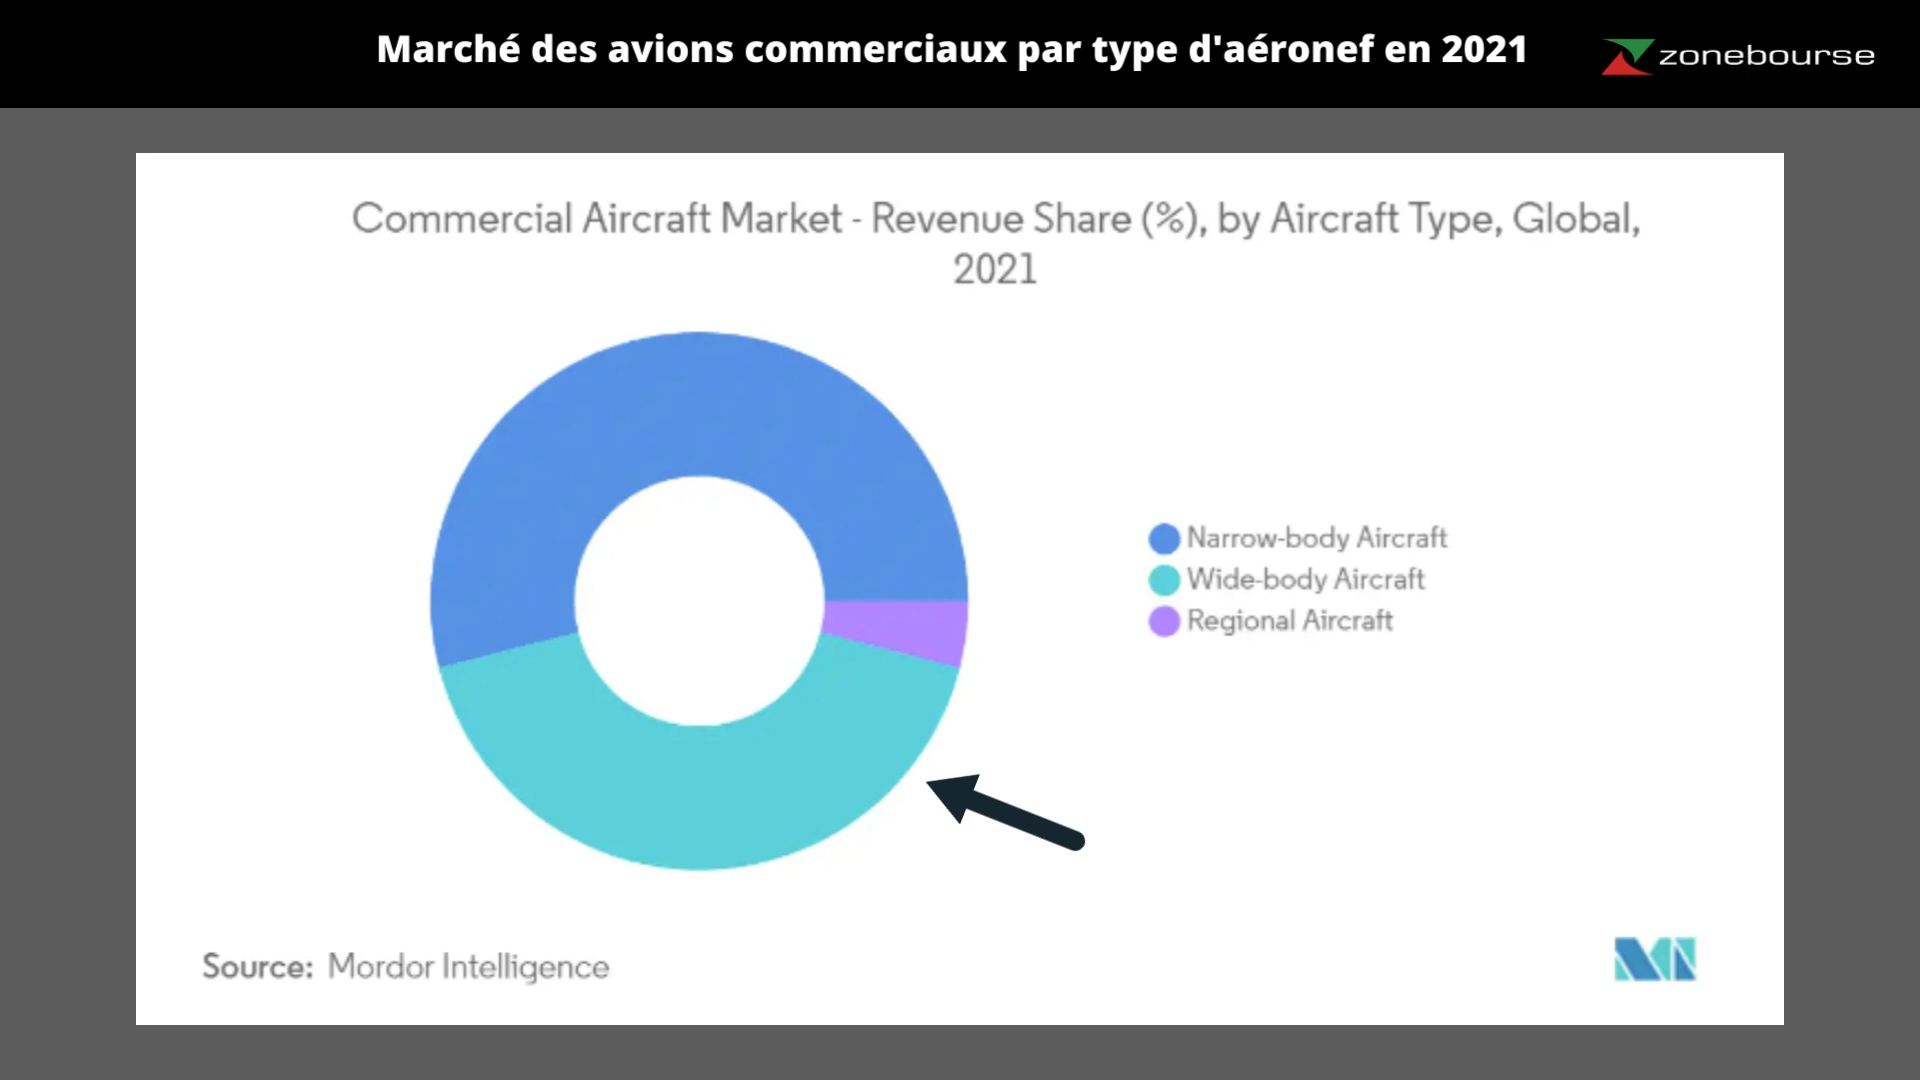 Marché des avions commerciaux par type d'aéronef en 2021
zonebourse
Commercial Aircraft Market - Revenue Share (%), by Aircraft Type, Global,
2021
Narrow-body Aircraft
Wide-body Aircraft
Regional Aircraft
Source: Mordor Intelligence